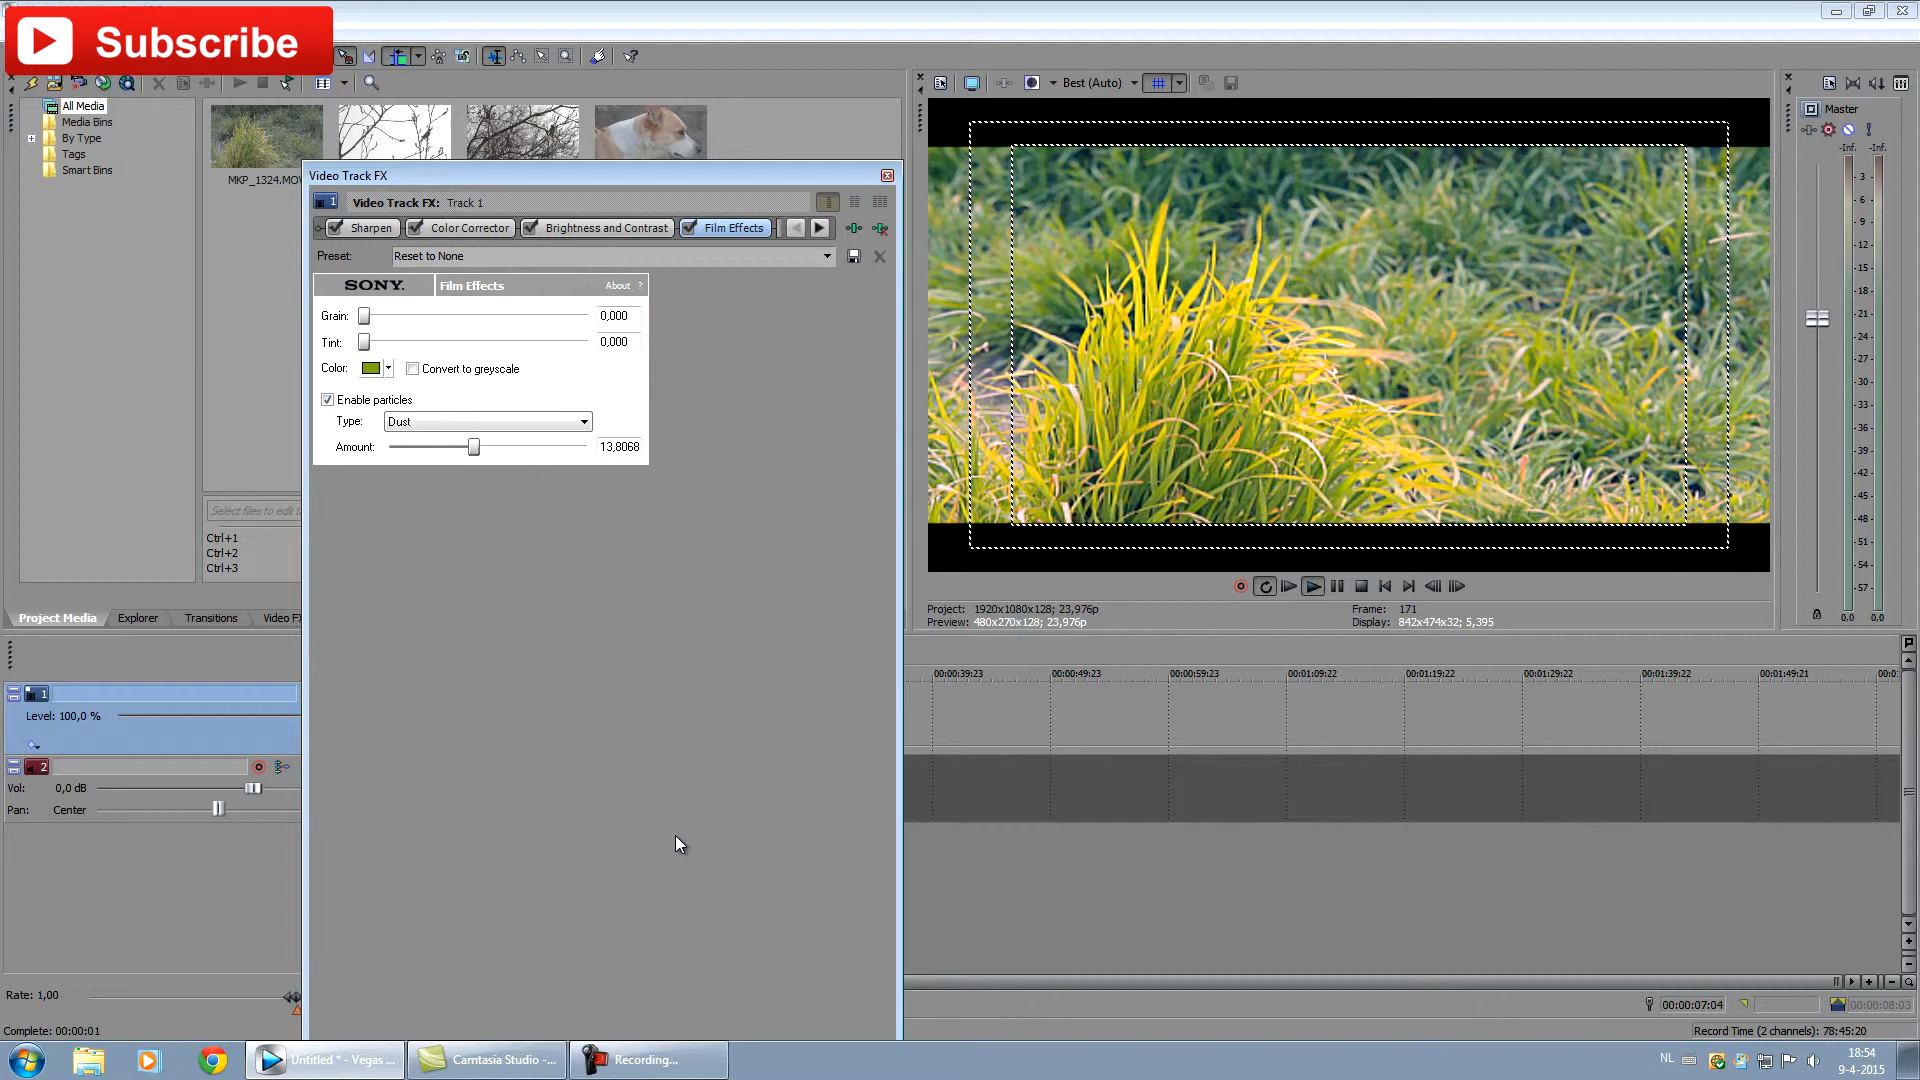 Subscribe
Best (Auto)
All Media
Media Bins
By Type
Tags
Smart Bins
MKP_1324.MOV
Master
-Inf. -Inf.
3
6
9
12
15
18
21
24
27
30
33
36
39
42
45
48
51
54
57
0,0 0,0
Video Track FX
1 Video Track FX: Track 1
Sharpen Color Corrector Brightness and Contrast Film Effects
Preset: Reset to None
SONY. Film Effects About ?
Grain: 0,000
Tint: 0,000
Color: Convert to greyscale
Enable particles
Type: Dust
Amount: 13,8068
Select files to edit t
Ctrl+1
Ctrl+2
Ctrl+3
Project Media Explorer Transitions Video FX
Project: 1920x1080x128; 23,976p Frame: 171
Preview: 480x270x128; 23,976p Display: 842x474x32; 5,395
00:00:39:23 00:00:49:23 00:00:59:23 00:01:09:22 00:01:19:22 00:01:29:22 00:01:39:22 00:01:49:21 00:0
1
Level: 100,0 %
2
Vol: 0,0 dB
Pan: Center
Rate: 1,00
Complete: 00:00:01
00:00:07:04 00:00:08:03
Record Time (2 channels): 78:45:20
Untitled * - Vegas ... Camtasia Studio -... Recording...
NL 18:54
9-4-2015